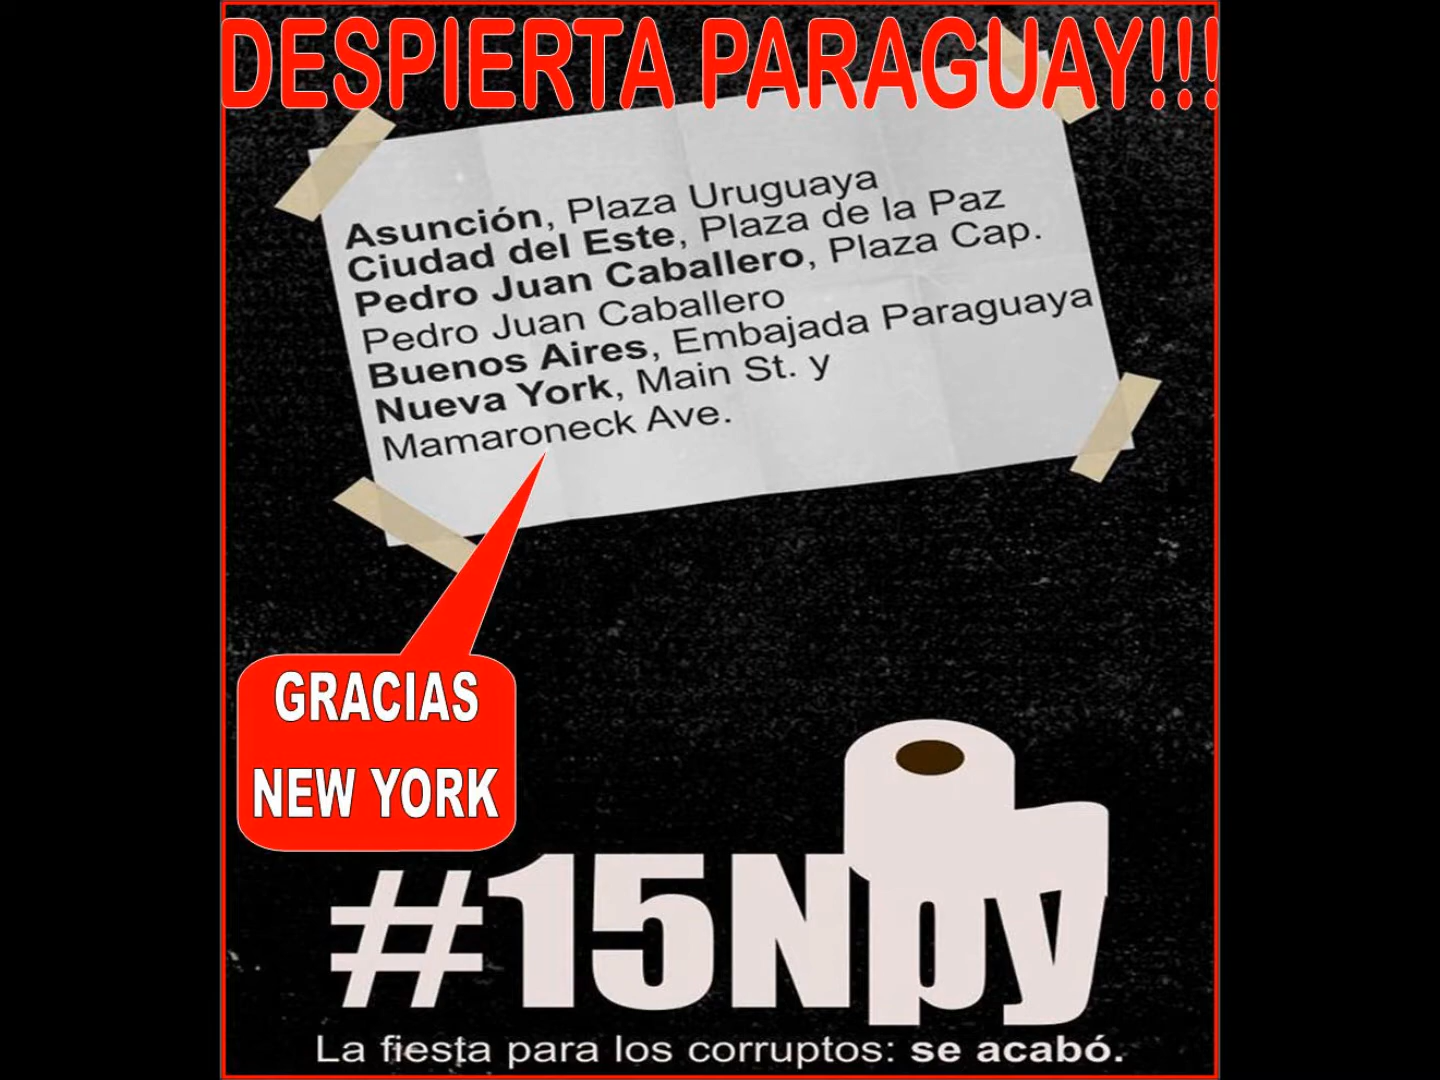 DESPIERTA PARAGUAY!!!
Asunción, Plaza Uruguaya
Ciudad del Este, Plaza de la Paz
Pedro Juan Caballero, Plaza Cap.
Pedro Juan Caballero
Buenos Aires, Embajada Paraguaya
Nueva York, Main St. y
Mamaroneck Ave.
GRACIAS
NEW YORK
#15Npy
La fiesta para los corruptos: se acabó.